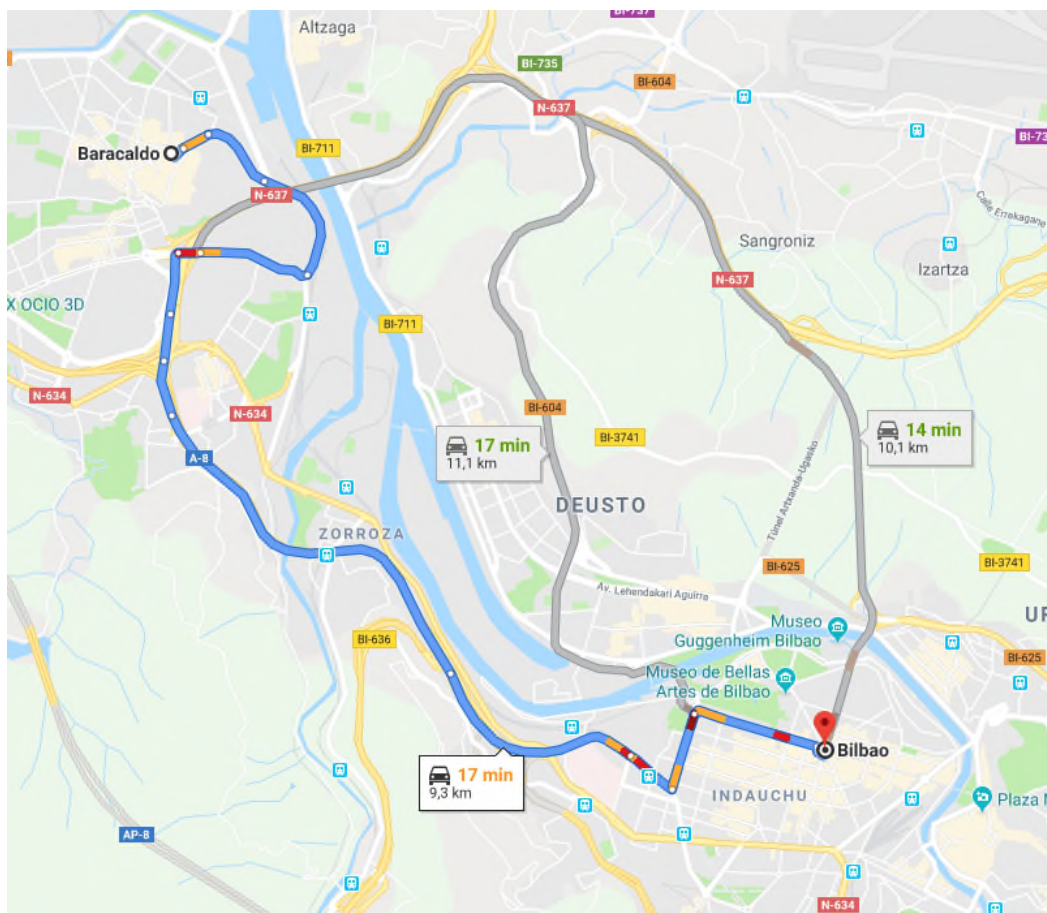 Altzaga
BI-737
BI-735
BI-604
N-637
BI-711
Baracaldo
N-637
Calle Errekagane
Sangroniz
Izartza
N-637
X OCIO 3D
BI-711
N-634
N-634
BI-604
17 min
11,1 km
14 min
10,1 km
BI-3741
A-8
Túnel Artxanda-Ugasko
DEUSTO
ZORROZA
BI-625
BI-3741
Av. Lehendakari Aguirre
BI-636
Museo
Guggenheim Bilbao
BI-625
Museo de Bellas
Artes de Bilbao
Bilbao
17 min
9,3 km
INDAUCHU
AP-8
N-634